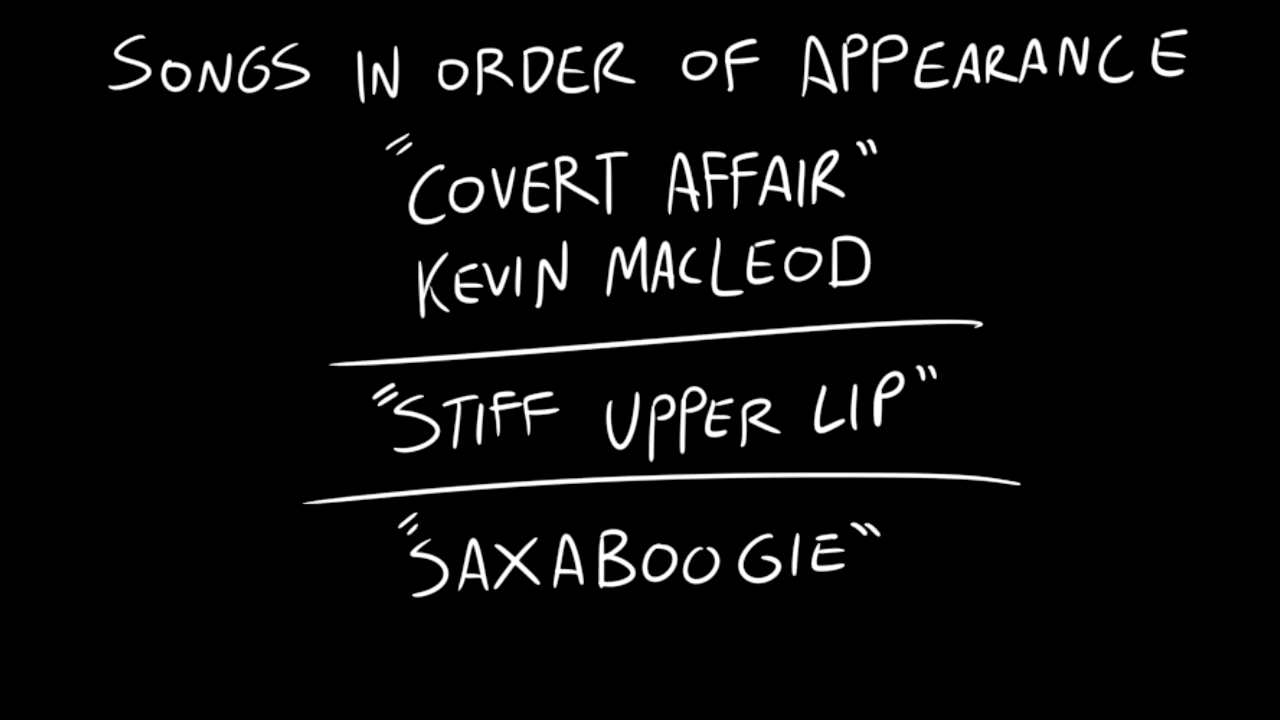 SONGS IN ORDER OF APPEARANCE
"COVERT AFFAIR"
KEVIN MACLEOD
"STIFF UPPER LIP"
"SAXABOOGIE"